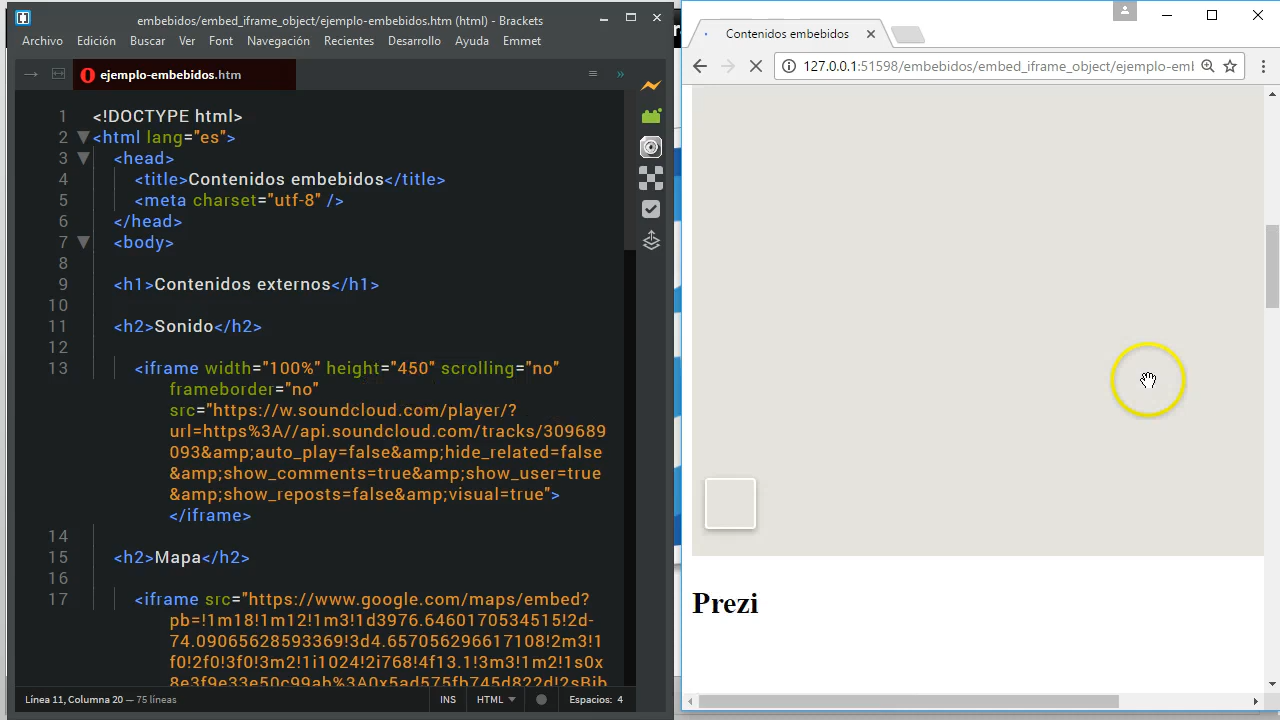 embebidos/embed_iframe_object/ejemplo-embebidos.htm (html) - Brackets
Archivo Edición Buscar Ver Font Navegación Recientes Desarrollo Ayuda Emmet
ejemplo-embebidos.htm
1 <!DOCTYPE html>
2 <html lang="es">
3 <head>
4 <title>Contenidos embebidos</title>
5 <meta charset="utf-8" />
6 </head>
7 <body>
8
9 <h1>Contenidos externos</h1>
10
11 <h2>Sonido</h2>
12
13 <iframe width="100%" height="450" scrolling="no"
frameborder="no"
src="https://w.soundcloud.com/player/?
url=https%3A//api.soundcloud.com/tracks/309689
093&amp;auto_play=false&amp;hide_related=false
&amp;show_comments=true&amp;show_user=true
&amp;show_reposts=false&amp;visual=true">
</iframe>
14
15 <h2>Mapa</h2>
16
17 <iframe src="https://www.google.com/maps/embed?
pb=!1m18!1m12!1m3!1d3976.6460170534515!2d-
74.09065628593369!3d4.657056296617108!2m3!1
f0!2f0!3f0!3m2!1i1024!2i768!4f13.1!3m3!1m2!1s0x
8e3f9e33e50c99ab%3A0x5ad575fb745d822d!2sBib
Línea 11, Columna 20 — 75 líneas
INS HTML Espacios: 4
Contenidos embebidos
127.0.0.1:51598/embebidos/embed_iframe_object/ejemplo-eml
Prezi